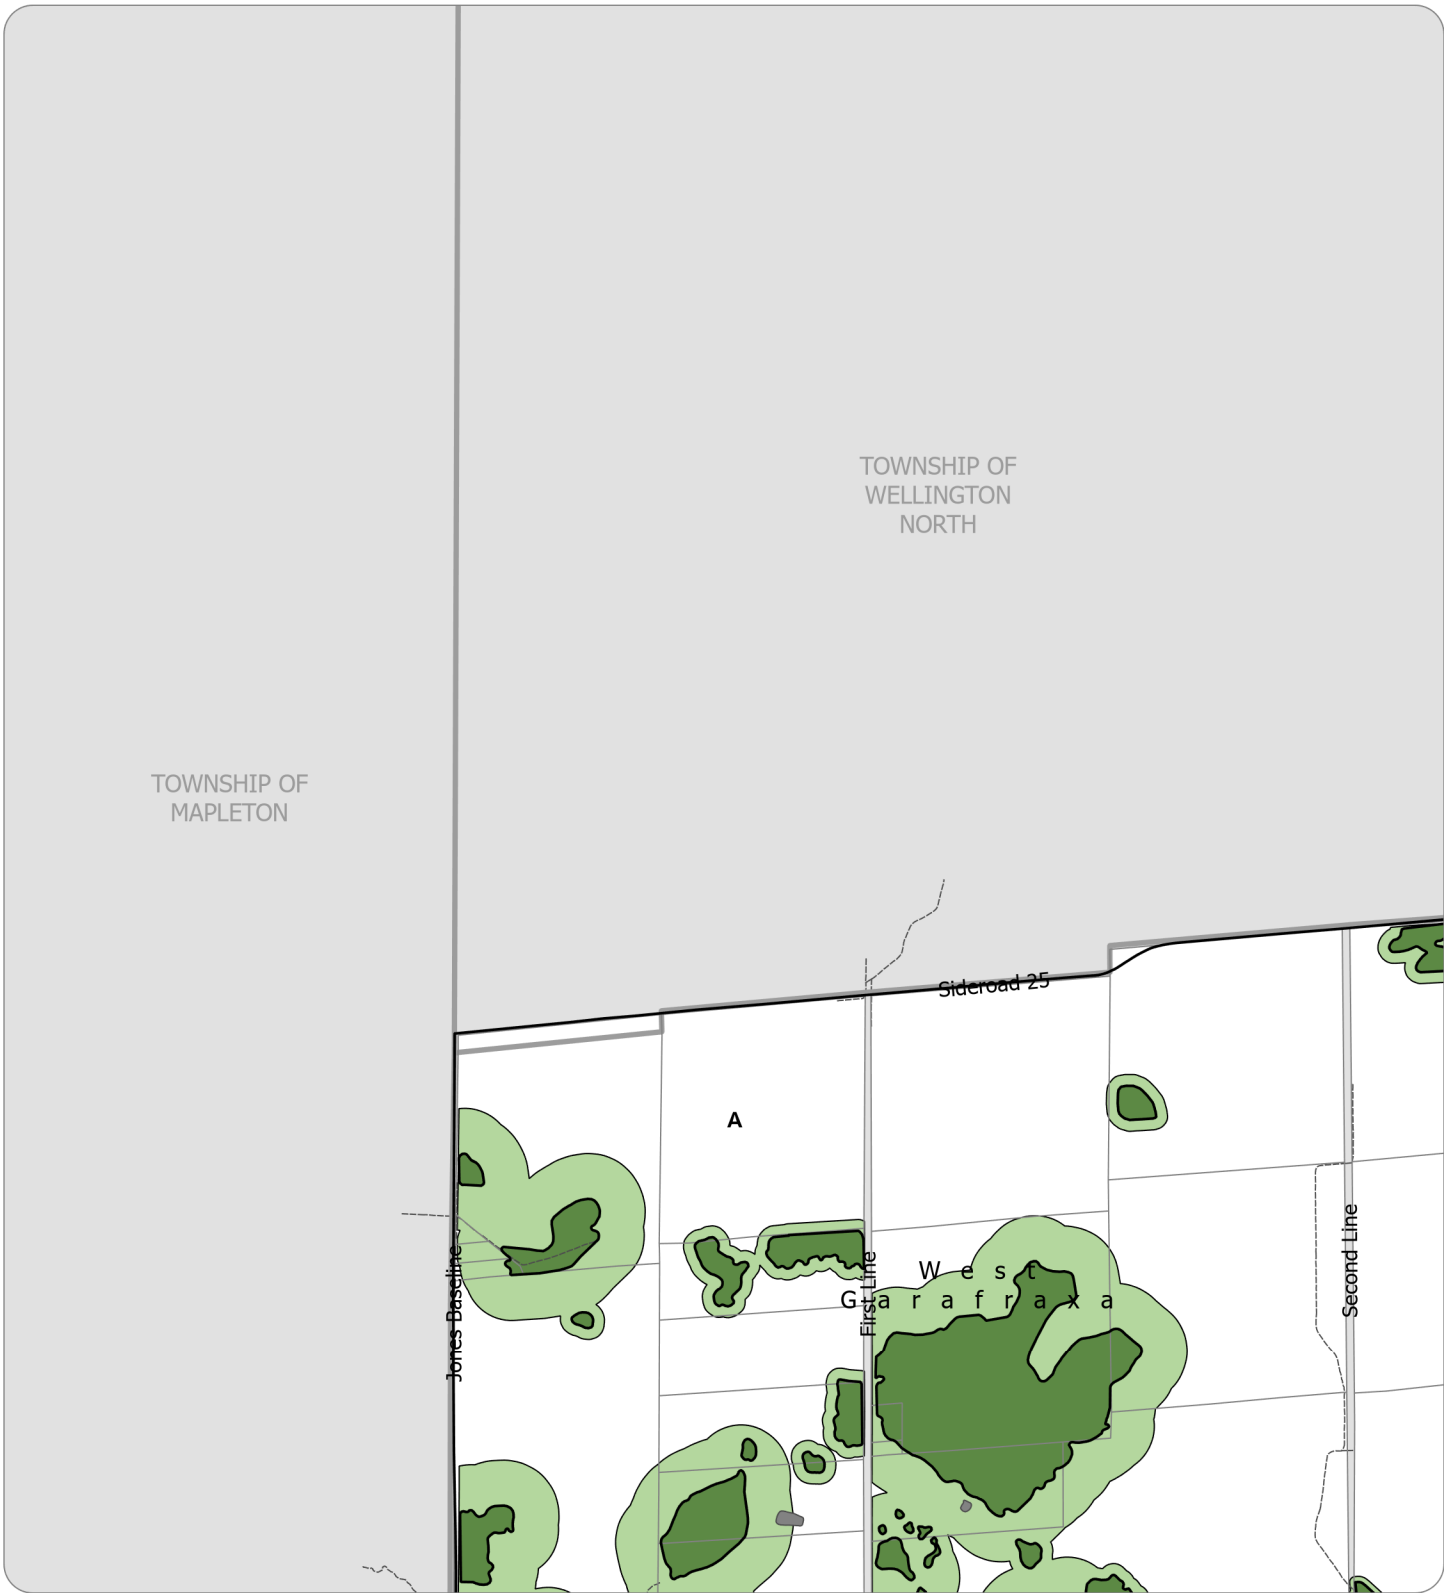 TOWNSHIP OF
WELLINGTON
NORTH
TOWNSHIP OF
MAPLETON
Sideroad 25
A
Jones Baseline
First Line
Second Line
West
Garafraxa